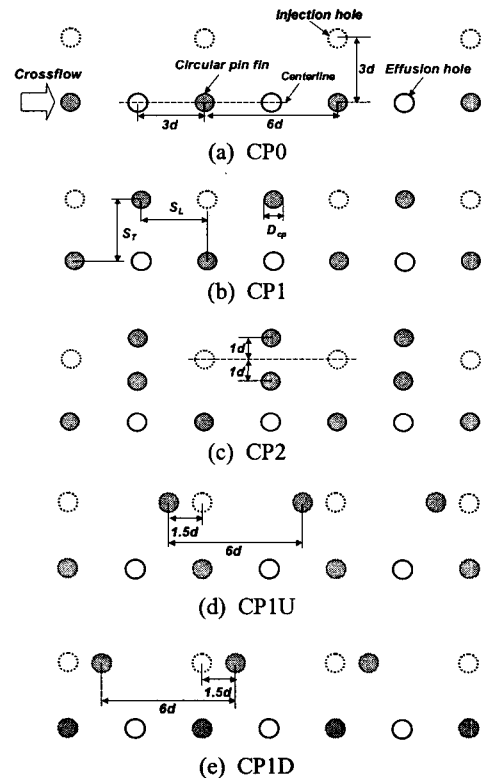 Injection hole
Circular pin fin
3d
Crossflow
Centerline
Effusion hole
3d
6d
(a) CP0
S_L
S_T
D_cp
(b) CP1
1d
1d
(c) CP2
1.5d
6d
(d) CP1U
1.5d
6d
(e) CP1D